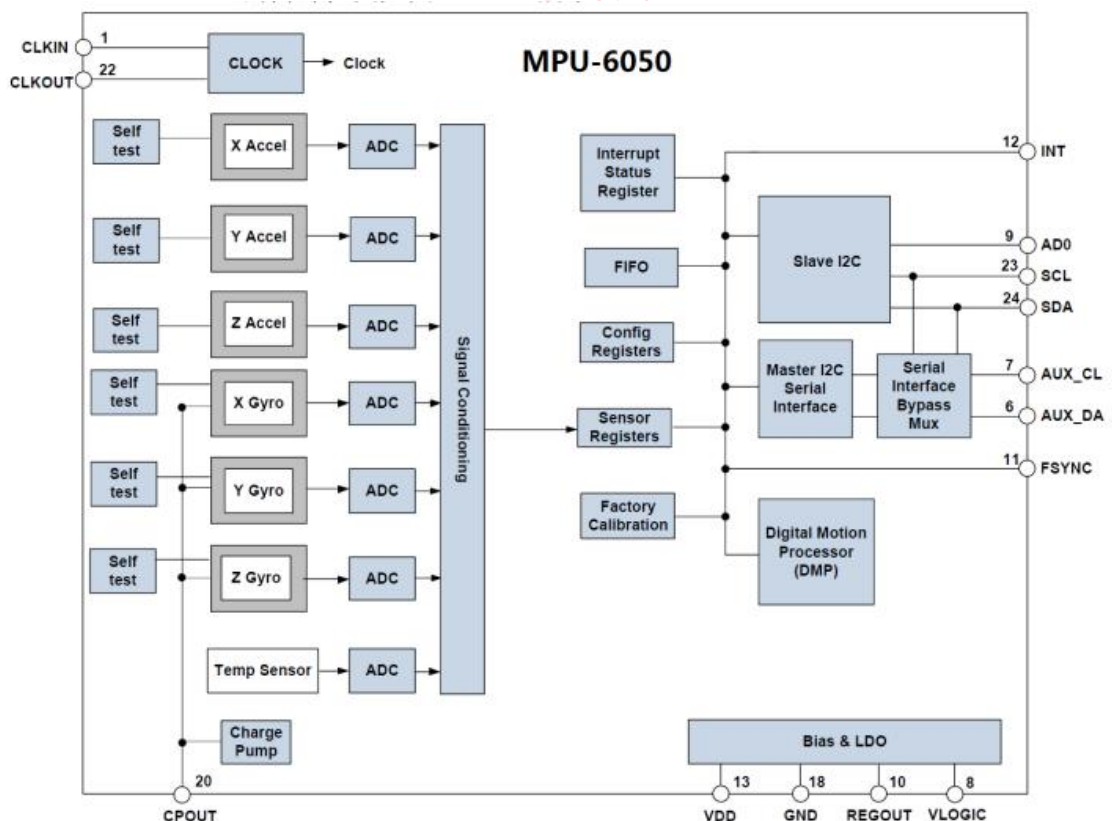 MPU-6050
CLKIN
1
CLKOUT
22
CLOCK
Clock
Self
test
X Accel
ADC
Self
test
Y Accel
ADC
Self
test
Z Accel
ADC
Self
test
X Gyro
ADC
Self
test
Y Gyro
ADC
Self
test
Z Gyro
ADC
Temp Sensor
ADC
Charge
Pump
20
CPOUT
Signal Conditioning
Interrupt
Status
Register
FIFO
Config
Registers
Sensor
Registers
Factory
Calibration
Slave I2C
Master I2C
Serial
Interface
Serial
Interface
Bypass
Mux
Digital Motion
Processor
(DMP)
12
INT
9
AD0
23
SCL
24
SDA
7
AUX_CL
6
AUX_DA
11
FSYNC
Bias & LDO
13
VDD
18
GND
10
REGOUT
8
VLOGIC